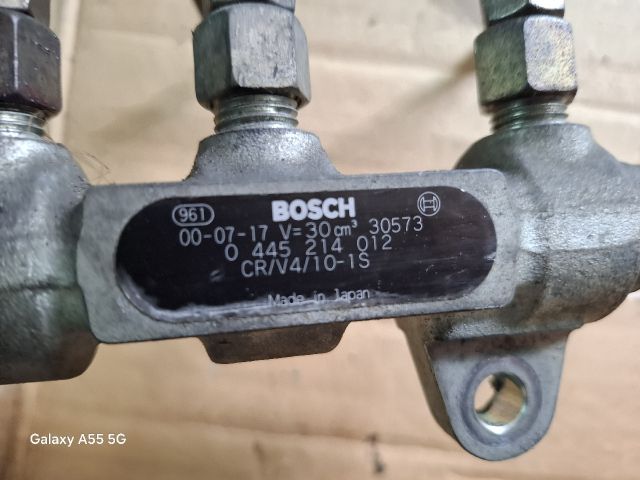 961 BOSCH
00-07-17 V=30cm³ 30573
0 445 214 012
CR/V4/10-1S
Made in Japan
Galaxy A55 5G